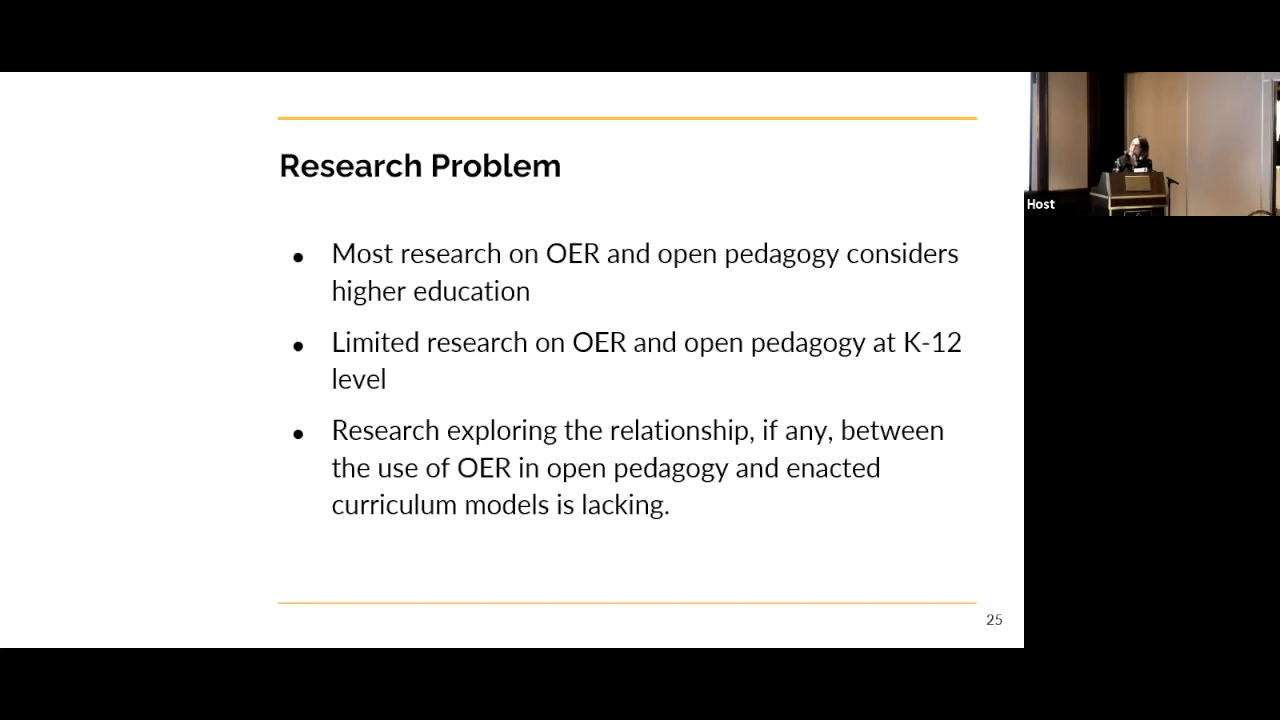 Research Problem
● Most research on OER and open pedagogy considers
higher education
● Limited research on OER and open pedagogy at K-12
level
● Research exploring the relationship, if any, between
the use of OER in open pedagogy and enacted
curriculum models is lacking.
25
Host